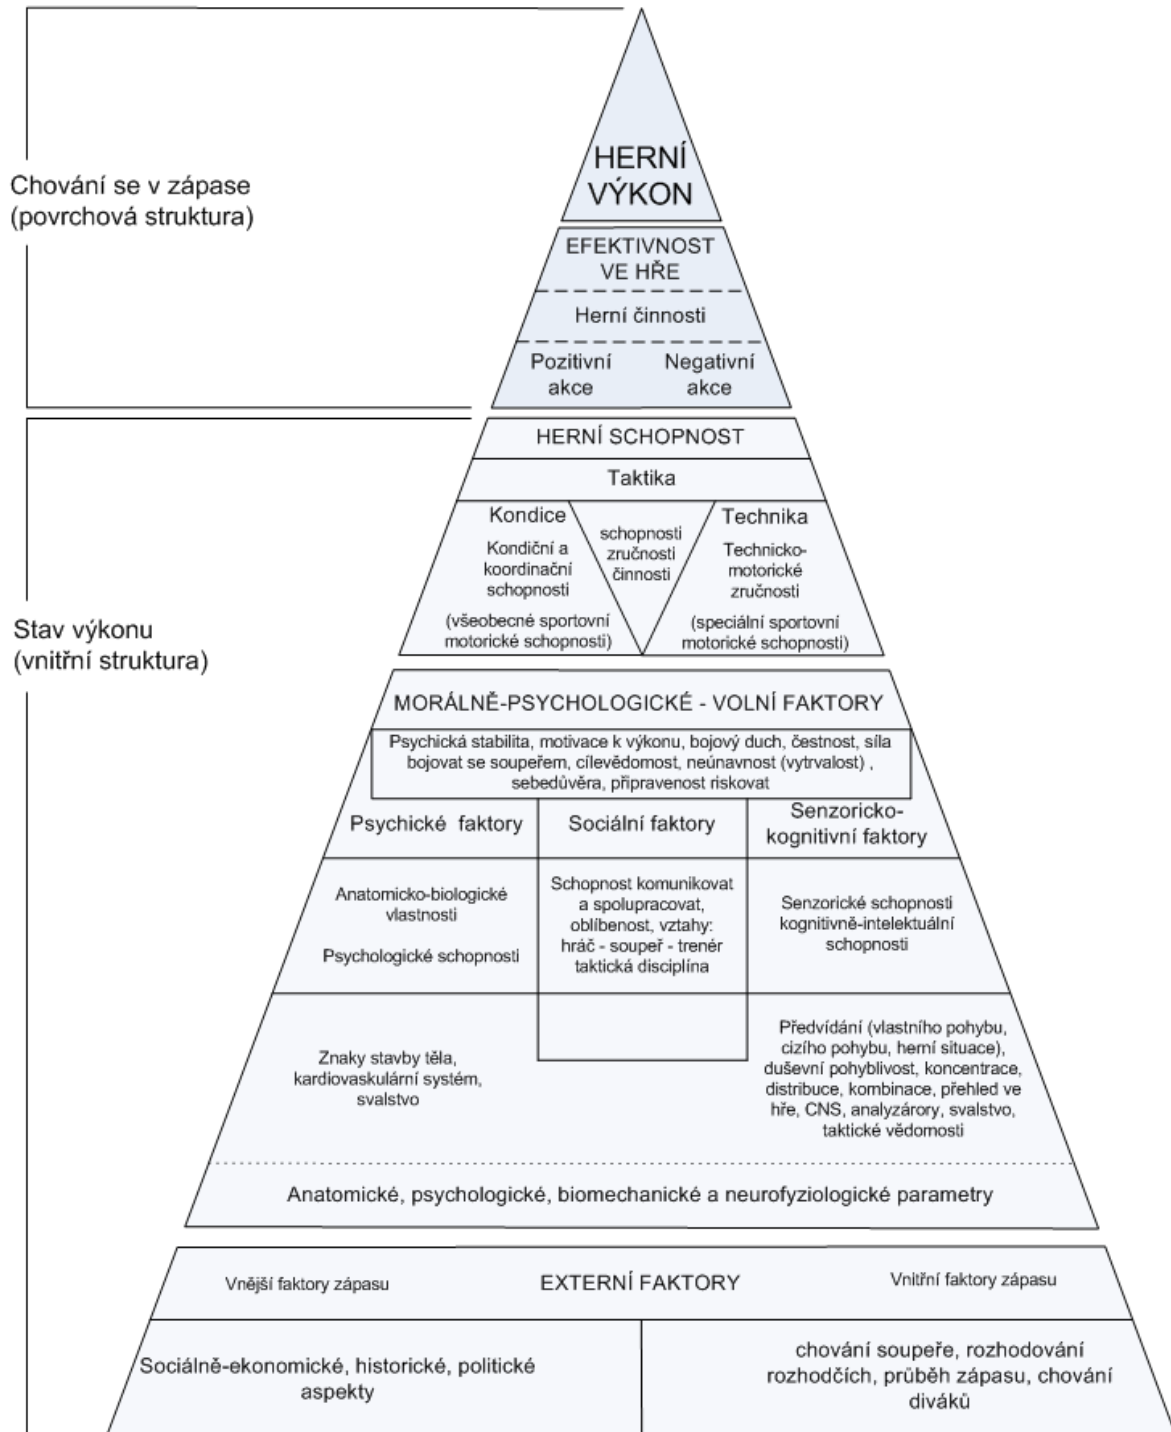 HERNÍ
VÝKON
Chování se v zápase
(povrchová struktura)
EFEKTIVNOST
VE HŘE
Herní činnosti
Pozitivní
akce
Negativní
akce
HERNÍ SCHOPNOST
Taktika
Kondice
Kondiční a
koordinační
schopnosti
(všeobecné sportovní
motorické schopnosti)
schopnosti
zručnosti
činnosti
Technika
Technicko-
motorické
zručnosti
(speciální sportovní
motorické schopnosti)
Stav výkonu
(vnitřní struktura)
MORÁLNĚ-PSYCHOLOGICKÉ - VOLNÍ FAKTORY
Psychická stabilita, motivace k výkonu, bojový duch, čestnost, síla
bojovat se soupeřem, cílevědomost, neúnavnost (vytrvalost) ,
sebedůvěra, připravenost riskovat
Psychické faktory
Sociální faktory
Senzoricko-
kognitivní faktory
Anatomicko-biologické
vlastnosti
Psychologické schopnosti
Schopnost komunikovat
a spolupracovat,
oblíbenost, vztahy:
hráč - soupeř - trenér
taktická disciplína
Senzorické schopnosti
kognitivně-intelektuální
schopnosti
Znaky stavby těla,
kardiovaskulární systém,
svalstvo
Předvídání (vlastního pohybu,
cizího pohybu, herní situace),
duševní pohyblivost, koncentrace,
distribuce, kombinace, přehled ve
hře, CNS, analyzárory, svalstvo,
taktické vědomosti
Anatomické, psychologické, biomechanické a neurofyziologické parametry
Vnější faktory zápasu
EXTERNÍ FAKTORY
Vnitřní faktory zápasu
Sociálně-ekonomické, historické, politické
aspekty
chování soupeře, rozhodování
rozhodčích, průběh zápasu, chování
diváků